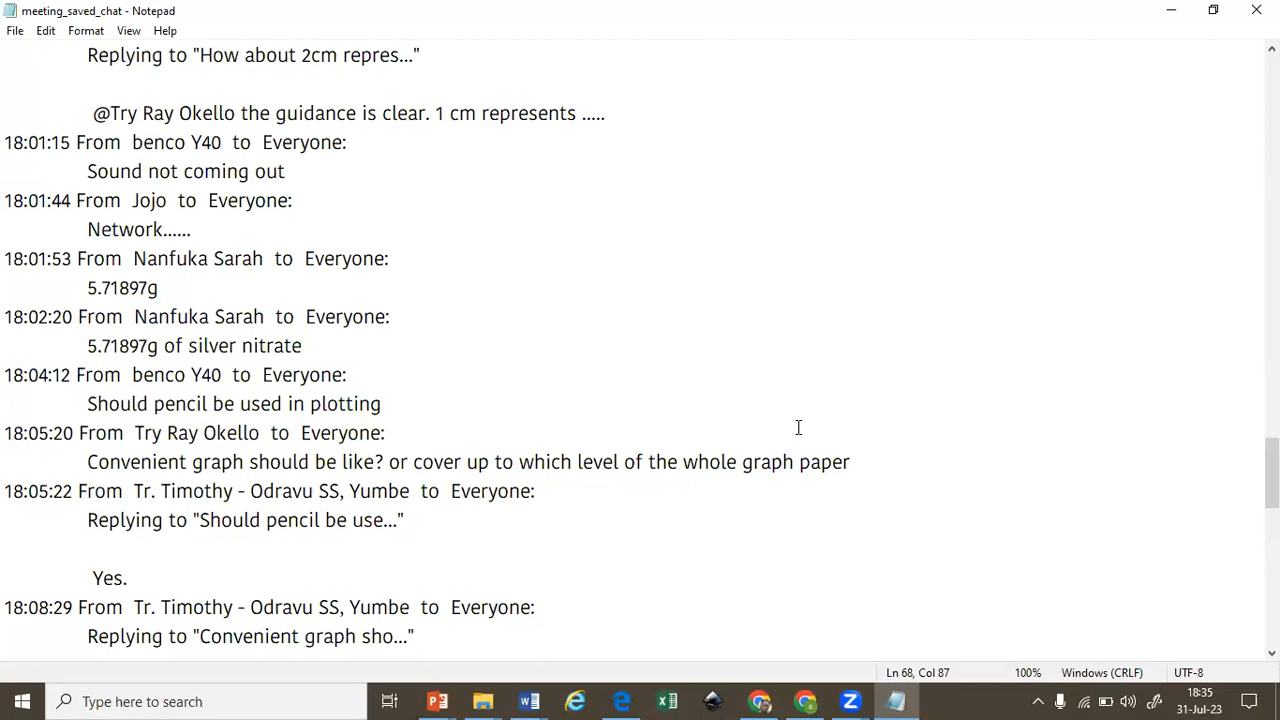 meeting_saved_chat - Notepad
File Edit Format View Help
Replying to "How about 2cm repres..."
@Try Ray Okello the guidance is clear. 1 cm represents .....
18:01:15 From benco Y40 to Everyone:
Sound not coming out
18:01:44 From Jojo to Everyone:
Network......
18:01:53 From Nanfuka Sarah to Everyone:
5.71897g
18:02:20 From Nanfuka Sarah to Everyone:
5.71897g of silver nitrate
18:04:12 From benco Y40 to Everyone:
Should pencil be used in plotting
18:05:20 From Try Ray Okello to Everyone:
Convenient graph should be like? or cover up to which level of the whole graph paper
18:05:22 From Tr. Timothy - Odravu SS, Yumbe to Everyone:
Replying to "Should pencil be use..."
Yes.
18:08:29 From Tr. Timothy - Odravu SS, Yumbe to Everyone:
Replying to "Convenient graph sho..."
Ln 68, Col 87 100% Windows (CRLF) UTF-8
Type here to search
18:35
31-Jul-23